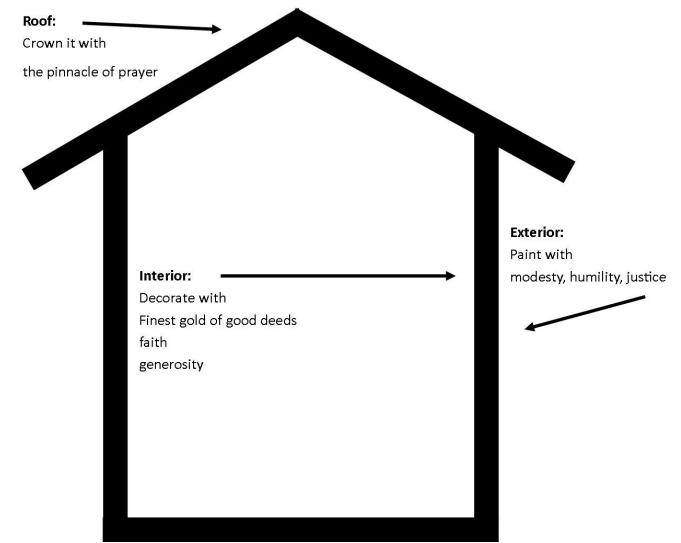 Roof:
Crown it with
the pinnacle of prayer
Exterior:
Paint with
modesty, humility, justice
Interior:
Decorate with
Finest gold of good deeds
faith
generosity